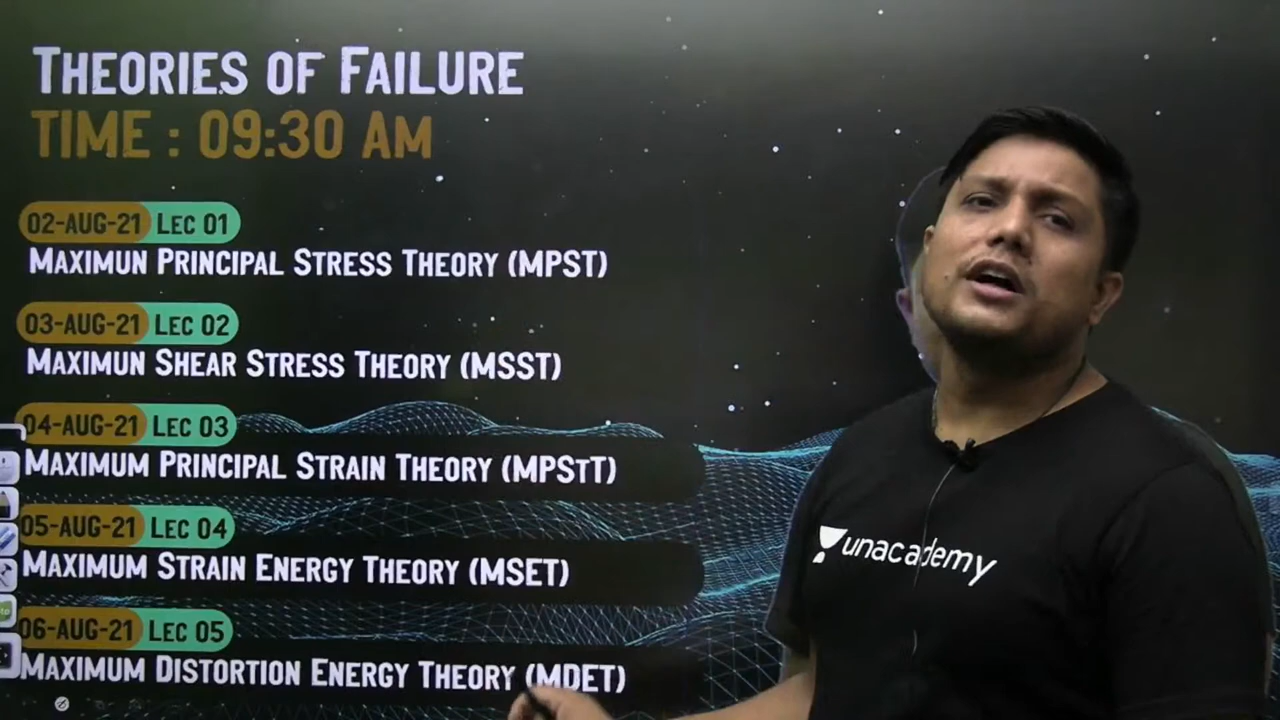 THEORIES OF FAILURE
TIME : 09:30 AM
02-AUG-21 LEC 01
MAXIMUN PRINCIPAL STRESS THEORY (MPST)
03-AUG-21 LEC 02
MAXIMUN SHEAR STRESS THEORY (MSST)
04-AUG-21 LEC 03
MAXIMUM PRINCIPAL STRAIN THEORY (MPSTT)
05-AUG-21 LEC 04
MAXIMUM STRAIN ENERGY THEORY (MSET)
06-AUG-21 LEC 05
MAXIMUM DISTORTION ENERGY THEORY (MDET)
unacademy